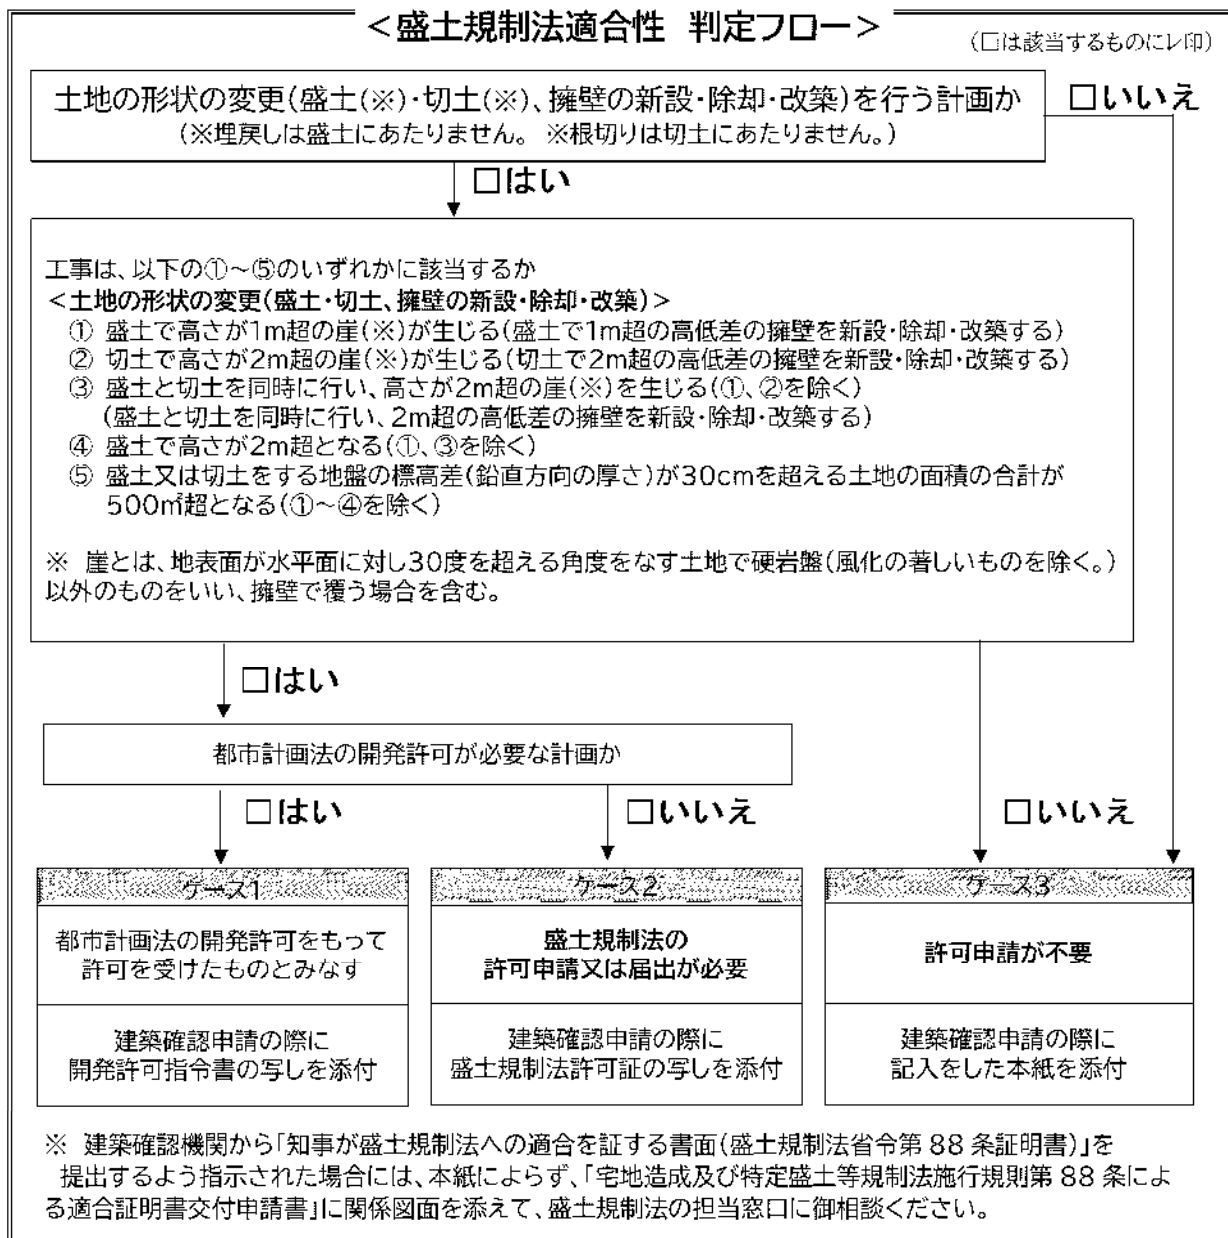 ＜盛土規制法適合性 判定フロー＞
(□は該当するものにレ印)
土地の形状の変更(盛土(※)・切土(※)、擁壁の新設・除却・改築)を行う計画か
(※埋戻しは盛土にあたりません。 ※根切りは切土にあたりません。)
□いいえ
□はい
工事は、以下の①～⑤のいずれかに該当するか
＜土地の形状の変更(盛土・切土、擁壁の新設・除却・改築)＞
① 盛土で高さが1m超の崖(※)が生じる(盛土で1m超の高低差の擁壁を新設・除却・改築する)
② 切土で高さが2m超の崖(※)が生じる(切土で2m超の高低差の擁壁を新設・除却・改築する)
③ 盛土と切土を同時に行い、高さが2m超の崖(※)を生じる(①、②を除く)
(盛土と切土を同時に行い、2m超の高低差の擁壁を新設・除却・改築する)
④ 盛土で高さが2m超となる(①、③を除く)
⑤ 盛土又は切土をする地盤の標高差(鉛直方向の厚さ)が30cmを超える土地の面積の合計が
500㎡超となる(①～④を除く)
※ 崖とは、地表面が水平面に対し30度を超える角度をなす土地で硬岩盤(風化の著しいものを除く。)
以外のものをいい、擁壁で覆う場合を含む。
□はい
都市計画法の開発許可が必要な計画か
□はい
□いいえ
□いいえ
ケース1
都市計画法の開発許可をもって
許可を受けたものとみなす
建築確認申請の際に
開発許可指令書の写しを添付
ケース2
盛土規制法の
許可申請又は届出が必要
建築確認申請の際に
盛土規制法許可証の写しを添付
ケース3
許可申請が不要
建築確認申請の際に
記入をした本紙を添付
※ 建築確認機関から「知事が盛土規制法への適合を証する書面(盛土規制法省令第 88 条証明書)」を
提出するよう指示された場合には、本紙によらず、「宅地造成及び特定盛土等規制法施行規則第 88 条によ
る適合証明書交付申請書」に関係図面を添えて、盛土規制法の担当窓口に御相談ください。